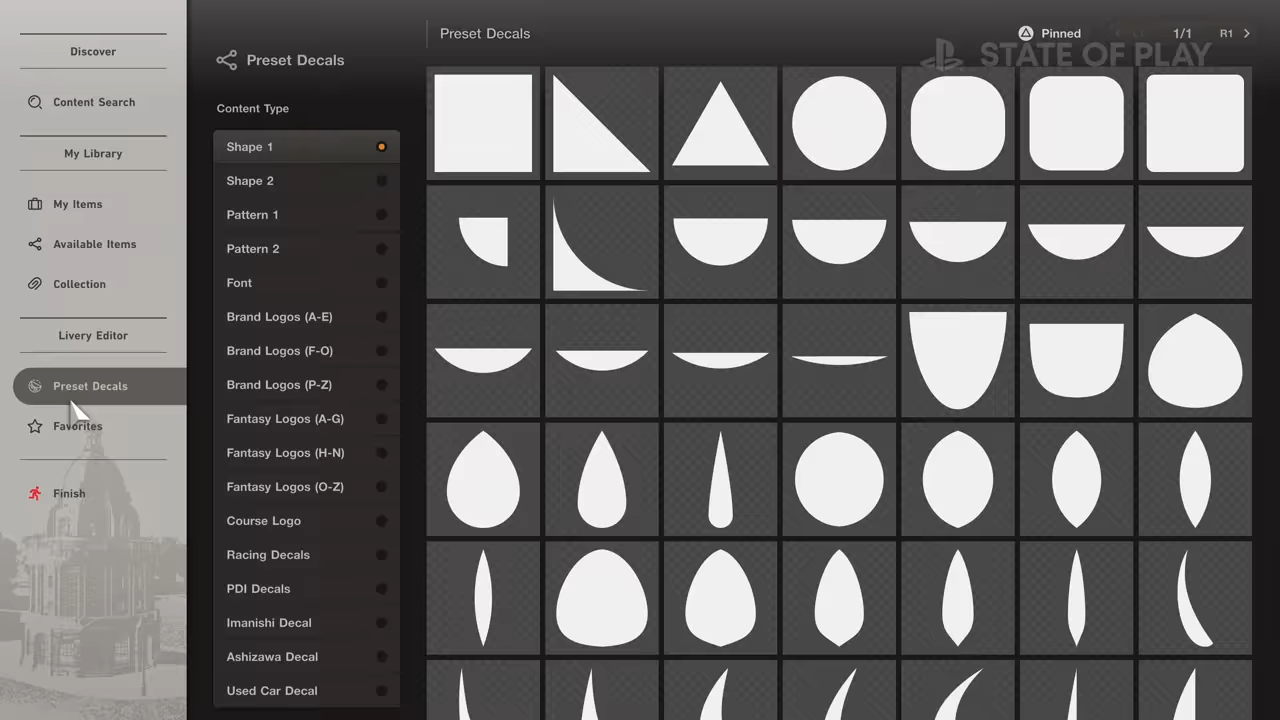 Discover
Content Search
My Library
My Items
Available Items
Collection
Livery Editor
Preset Decals
Favorites
Finish
Preset Decals
Content Type
Shape 1
Shape 2
Pattern 1
Pattern 2
Font
Brand Logos (A-E)
Brand Logos (F-O)
Brand Logos (P-Z)
Fantasy Logos (A-G)
Fantasy Logos (H-N)
Fantasy Logos (O-Z)
Course Logo
Racing Decals
PDI Decals
Imanishi Decal
Ashizawa Decal
Used Car Decal
Preset Decals
Pinned
1/1
R1
STATE OF PLAY